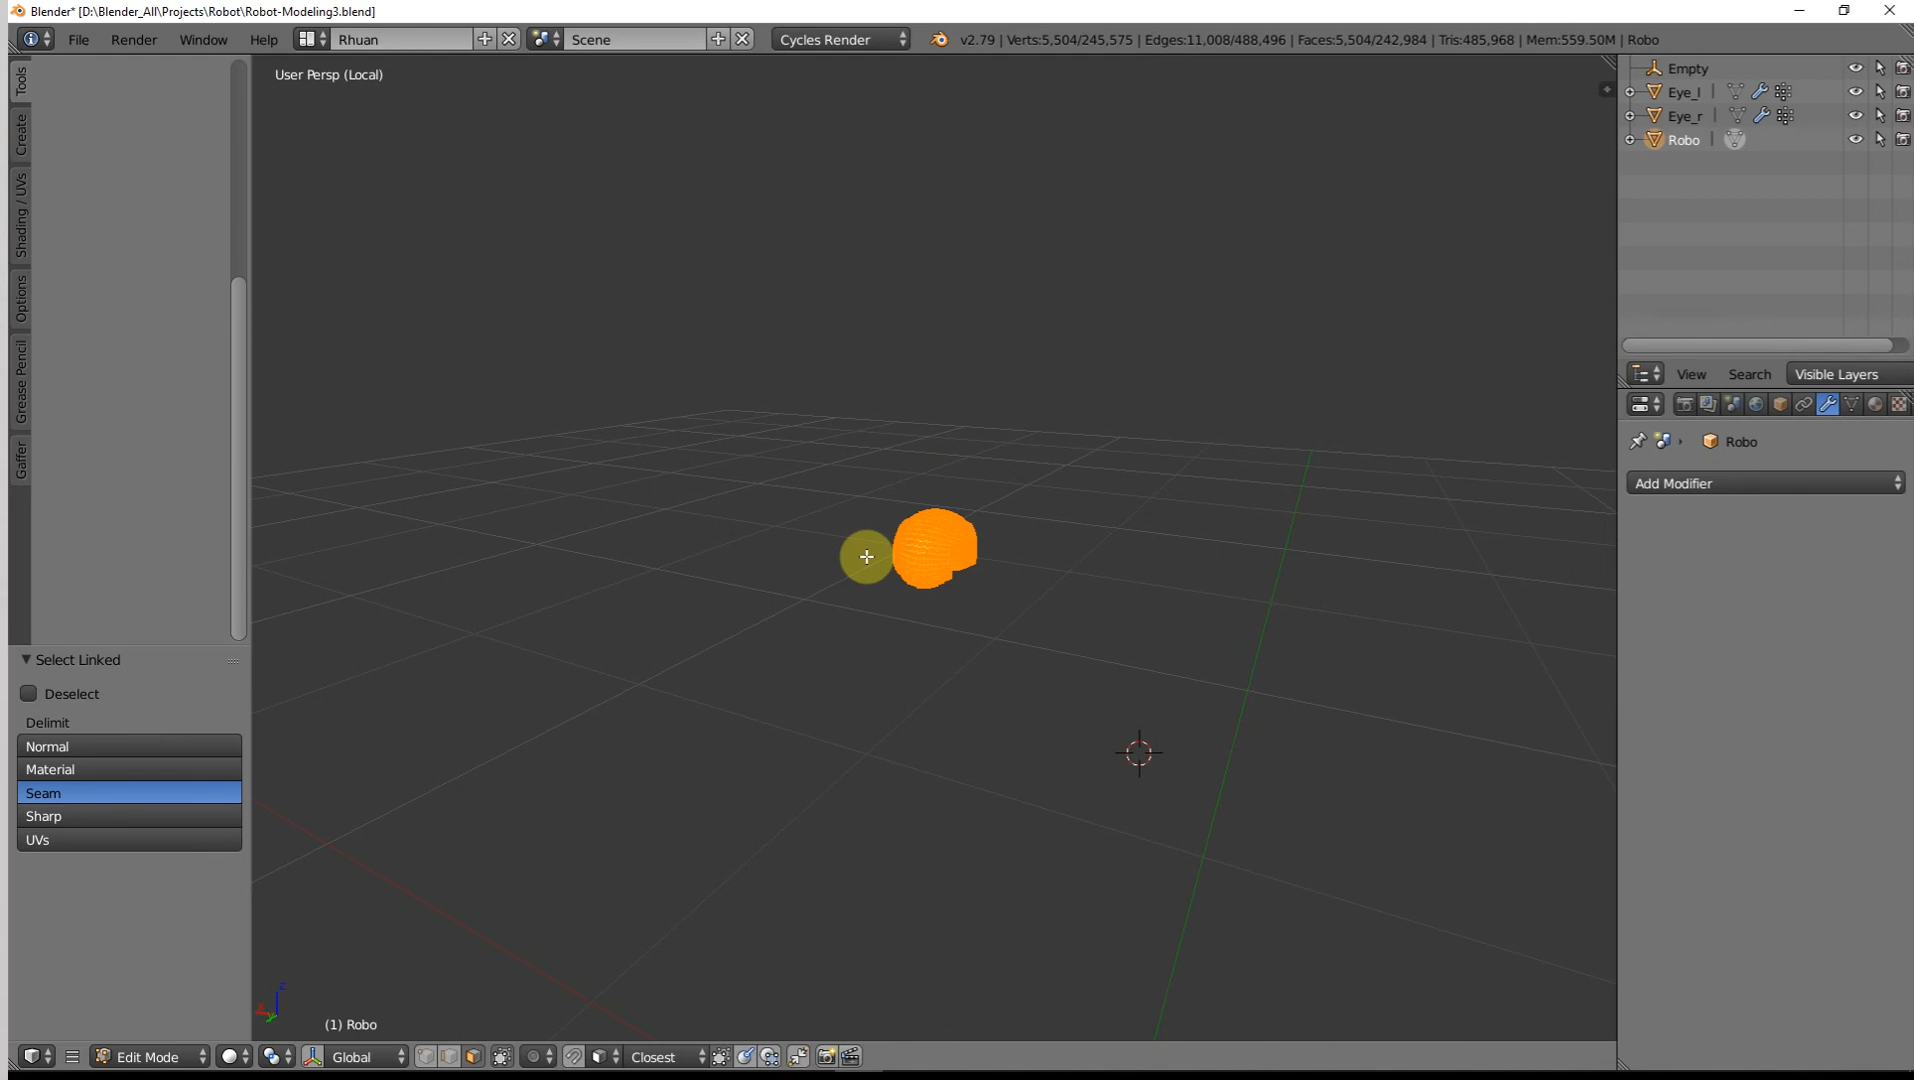 Blender* [D:\Blender_All\Projects\Robot\Robot-Modeling3.blend]
File Render Window Help Rhuan Scene Cycles Render v2.79 | Verts:5,504/245,575 | Edges:11,008/488,496 | Faces:5,504/242,984 | Tris:485,968 | Mem:559.50M | Robo
User Persp (Local)
Tools
Create
Shading / UVs
Options
Grease Pencil
Gaffer
Select Linked
Deselect
Delimit
Normal
Material
Seam
Sharp
UVs
z
x
y
(1) Robo
Edit Mode Global Closest
Empty
Eye_l
Eye_r
Robo
View Search Visible Layers
Robo
Add Modifier